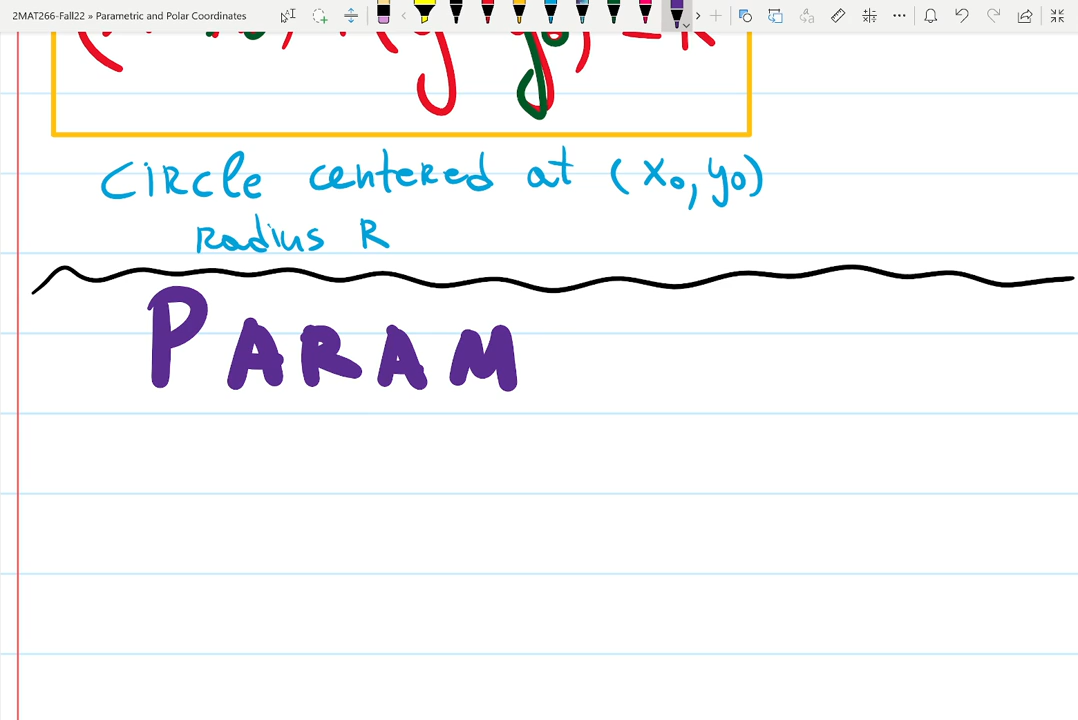 2MAT266-Fall22 » Parametric and Polar Coordinates
CIRCle centeRed at (x₀, y₀)
Radius R
PARAM